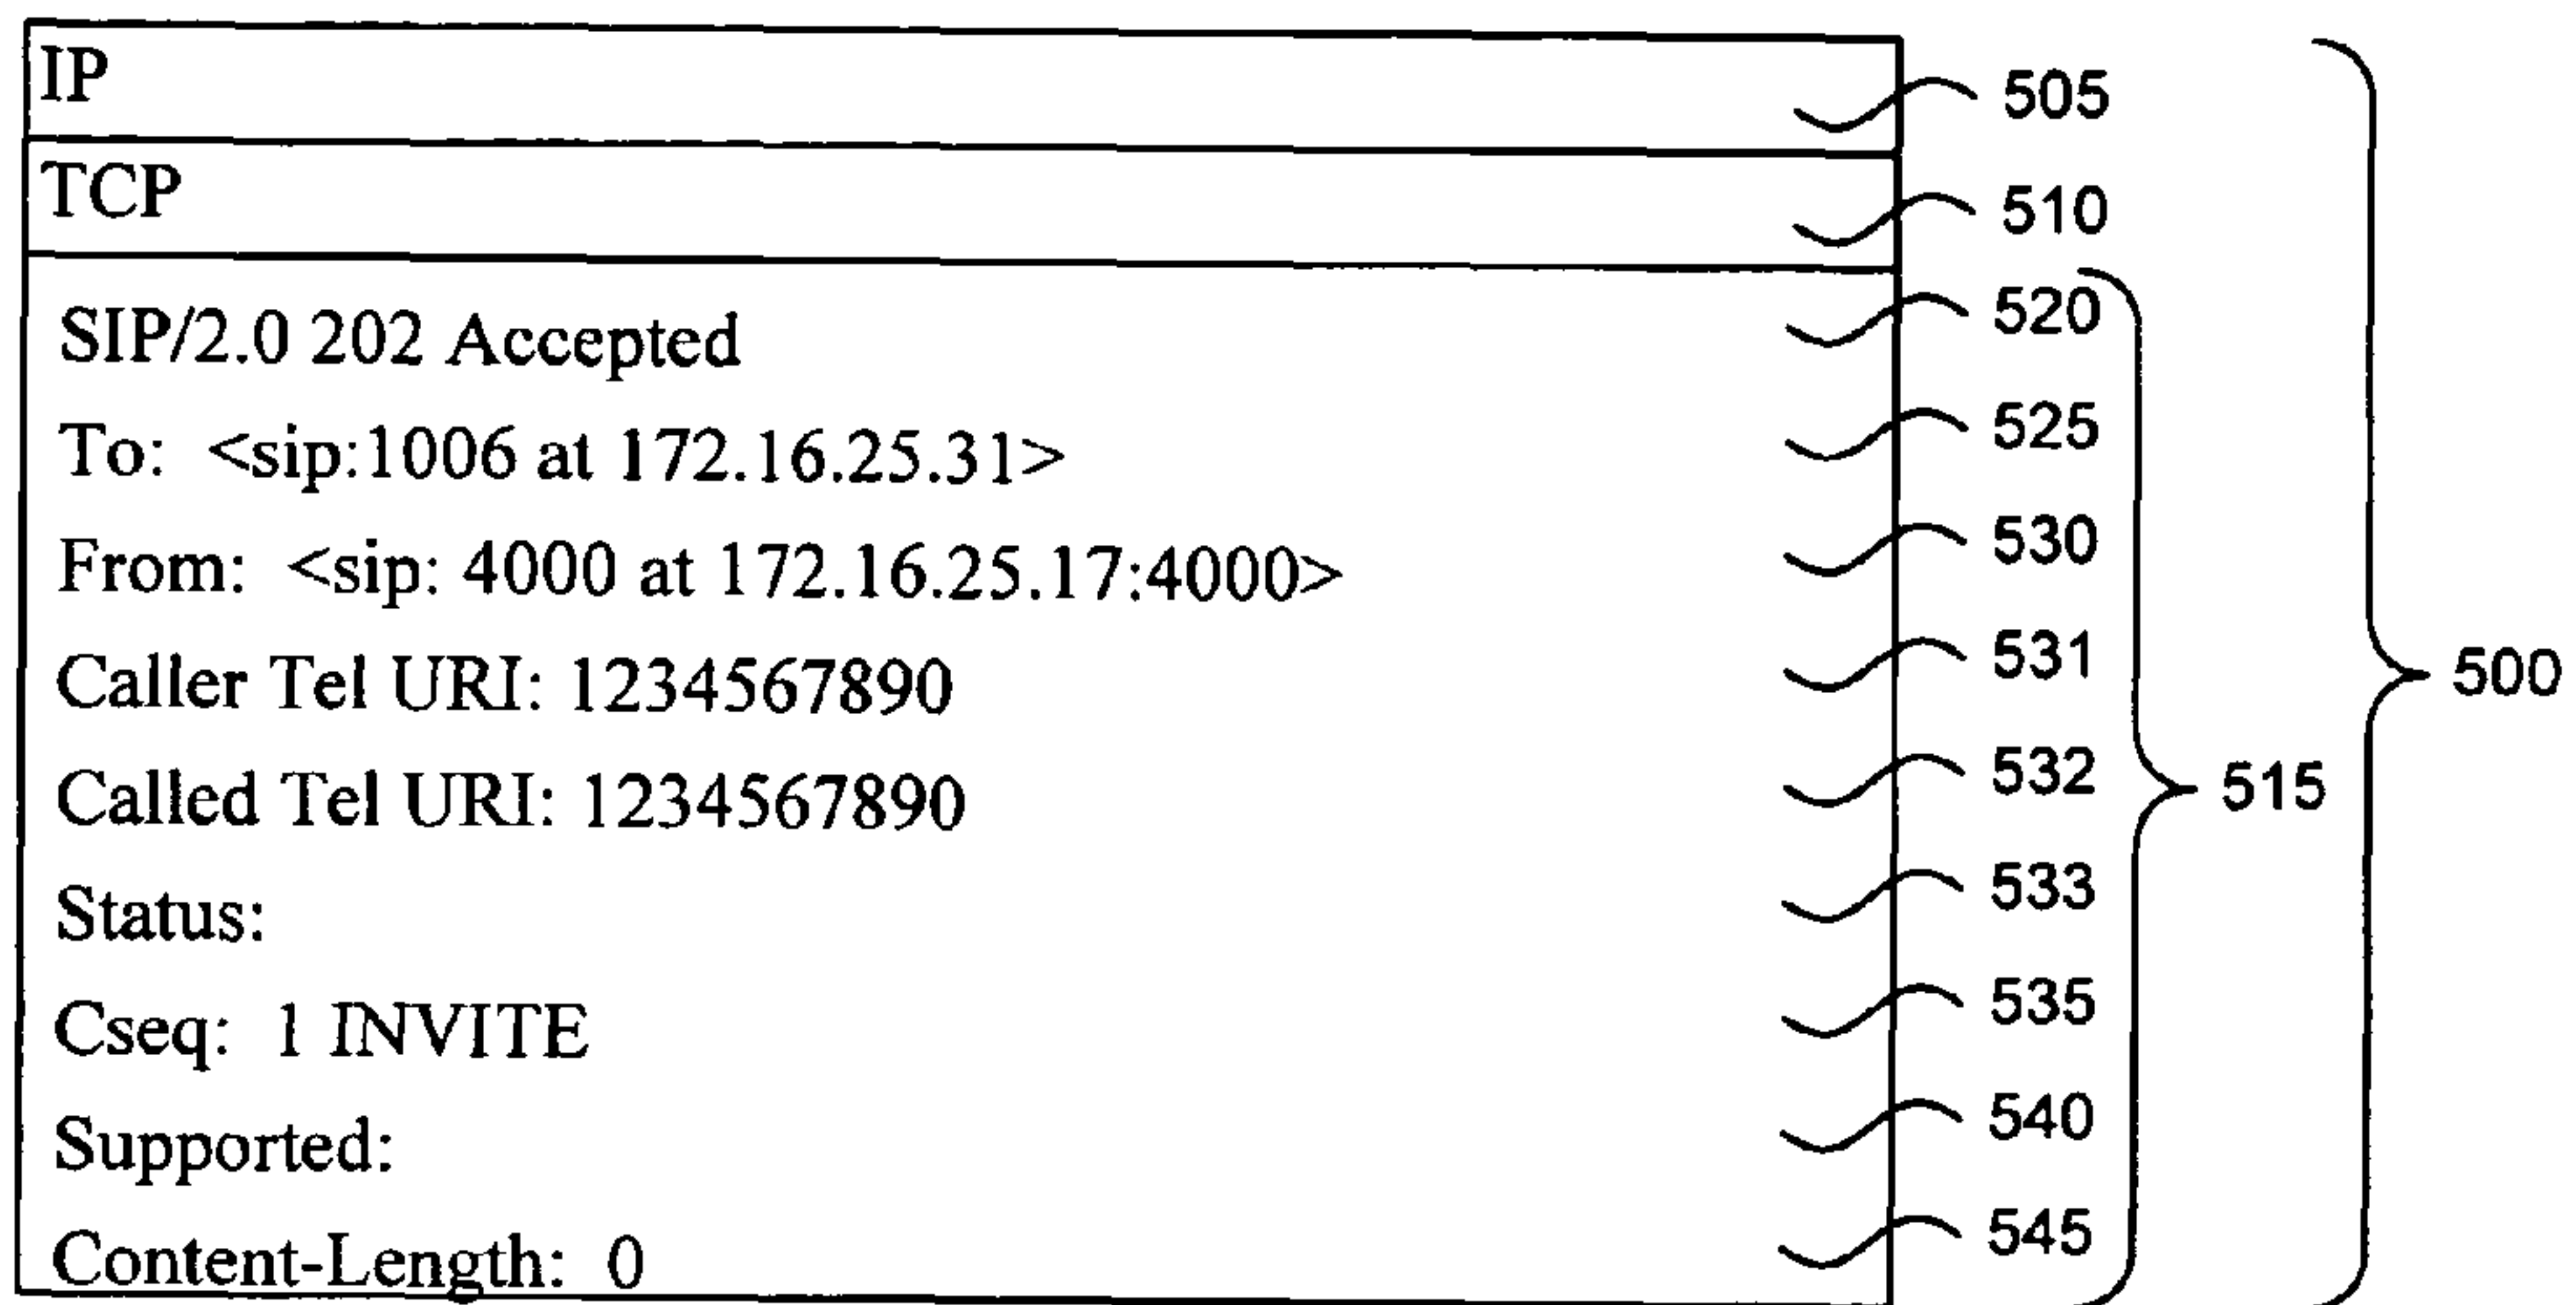 IP 505
TCP 510
SIP/2.0 202 Accepted 520
To: <sip:1006 at 172.16.25.31> 525
From: <sip: 4000 at 172.16.25.17:4000> 530
Caller Tel URI: 1234567890 531
500
Called Tel URI: 1234567890 532
515
Status: 533
Cseq: 1 INVITE 535
Supported: 540
Content-Length: 0 545